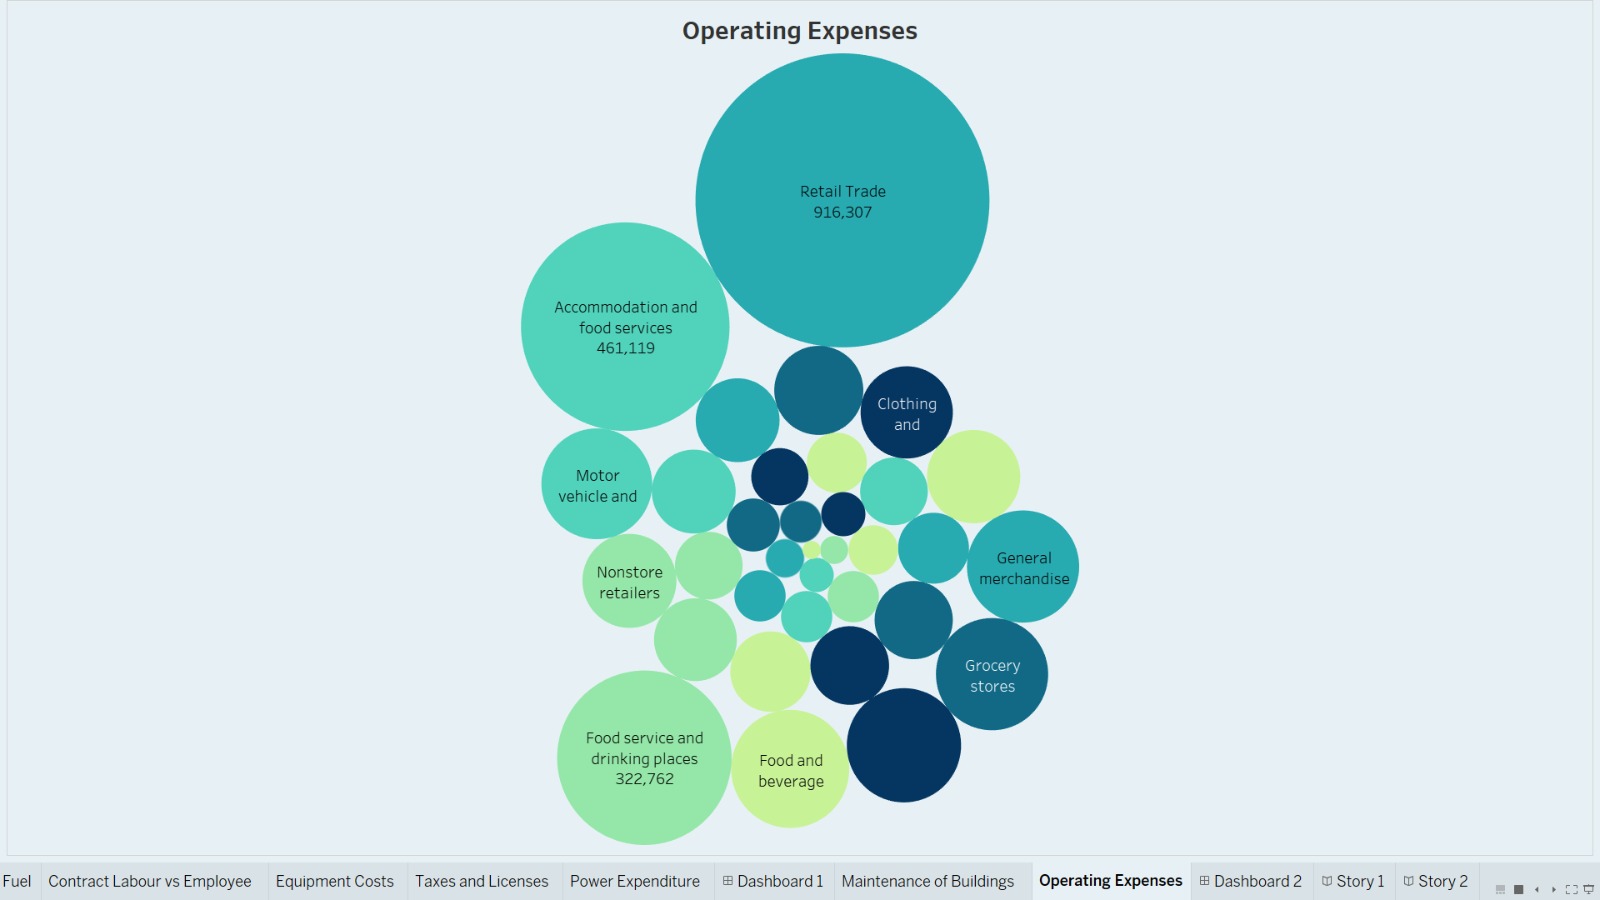 Operating Expenses
Retail Trade
916,307
Accommodation and
food services
461,119
Clothing
and
Motor
vehicle and
General
merchandise
Nonstore
retailers
Grocery
stores
Food service and
drinking places
322,762
Food and
beverage
Fuel
Contract Labour vs Employee
Equipment Costs
Taxes and Licenses
Power Expenditure
Dashboard 1
Maintenance of Buildings
Operating Expenses
Dashboard 2
Story 1
Story 2